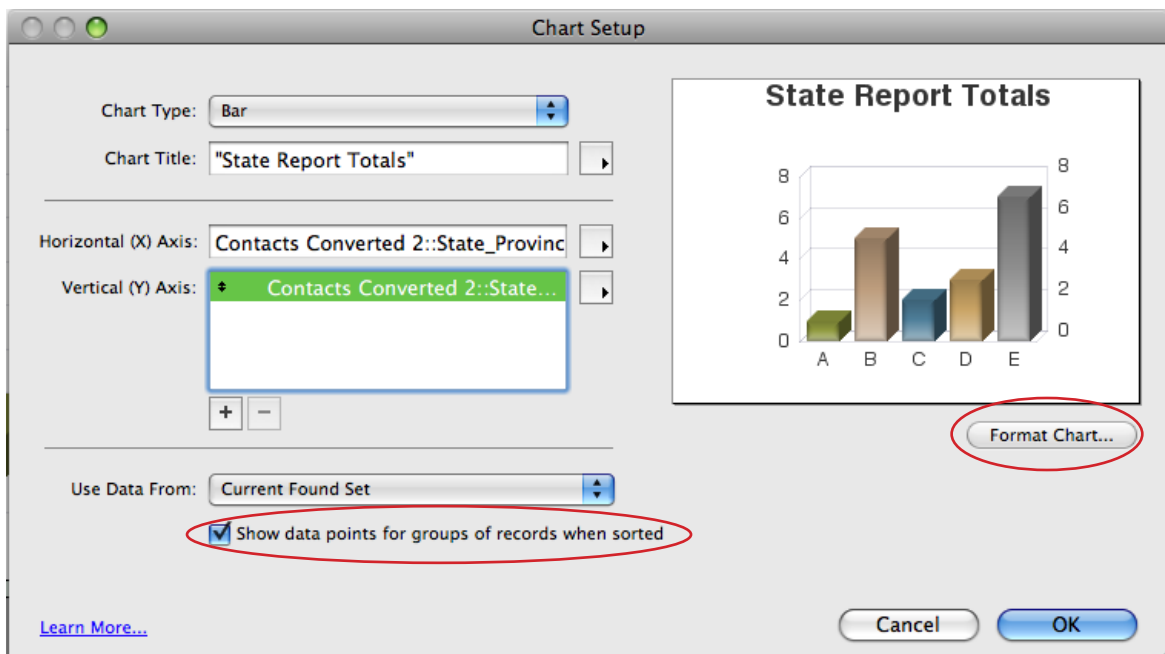 Chart Setup
Chart Type: Bar
Chart Title: "State Report Totals"
Horizontal (X) Axis: Contacts Converted 2::State_Provinc
Vertical (Y) Axis: Contacts Converted 2::State...
+ −
Use Data From: Current Found Set
Show data points for groups of records when sorted
Learn More...
State Report Totals
8 8
6 6
4 4
2 2
0 0
A B C D E
Format Chart...
Cancel OK